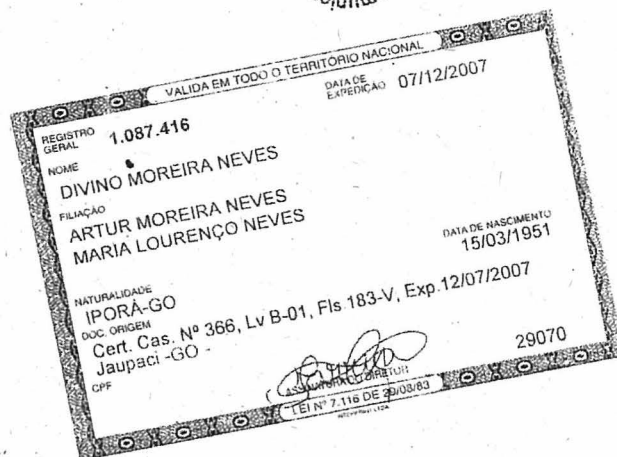 VALIDA EM TODO O TERRITÓRIO NACIONAL
REGISTRO GERAL 1.087.416
DATA DE EXPEDIÇÃO 07/12/2007
NOME
DIVINO MOREIRA NEVES
FILIAÇÃO
ARTUR MOREIRA NEVES
MARIA LOURENÇO NEVES
NATURALIDADE
IPORÁ-GO
DATA DE NASCIMENTO
15/03/1951
DOC. ORIGEM
Cert. Cas. Nº 366, Lv B-01, Fls.183-V, Exp.12/07/2007
Jaupaci -GO -
CPF
29070
ASSINATURA DO DIRETOR
LEI Nº 7.116 DE 29/08/83